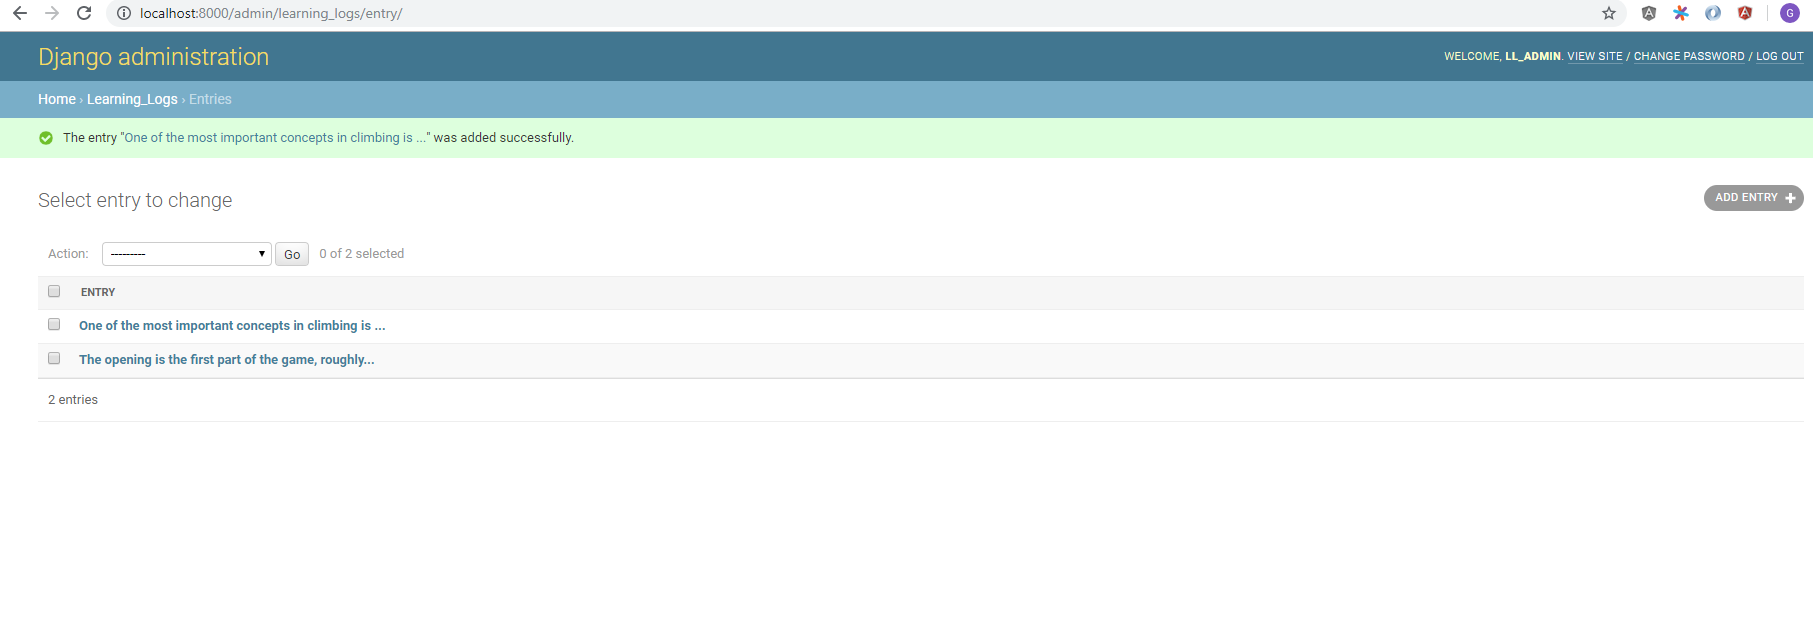 localhost:8000/admin/learning_logs/entry/
G
Django administration
WELCOME, LL_ADMIN. VIEW SITE / CHANGE PASSWORD / LOG OUT
Home › Learning_Logs › Entries
The entry "One of the most important concepts in climbing is ..." was added successfully.
Select entry to change
ADD ENTRY
Action: --------- Go 0 of 2 selected
ENTRY
One of the most important concepts in climbing is ...
The opening is the first part of the game, roughly...
2 entries